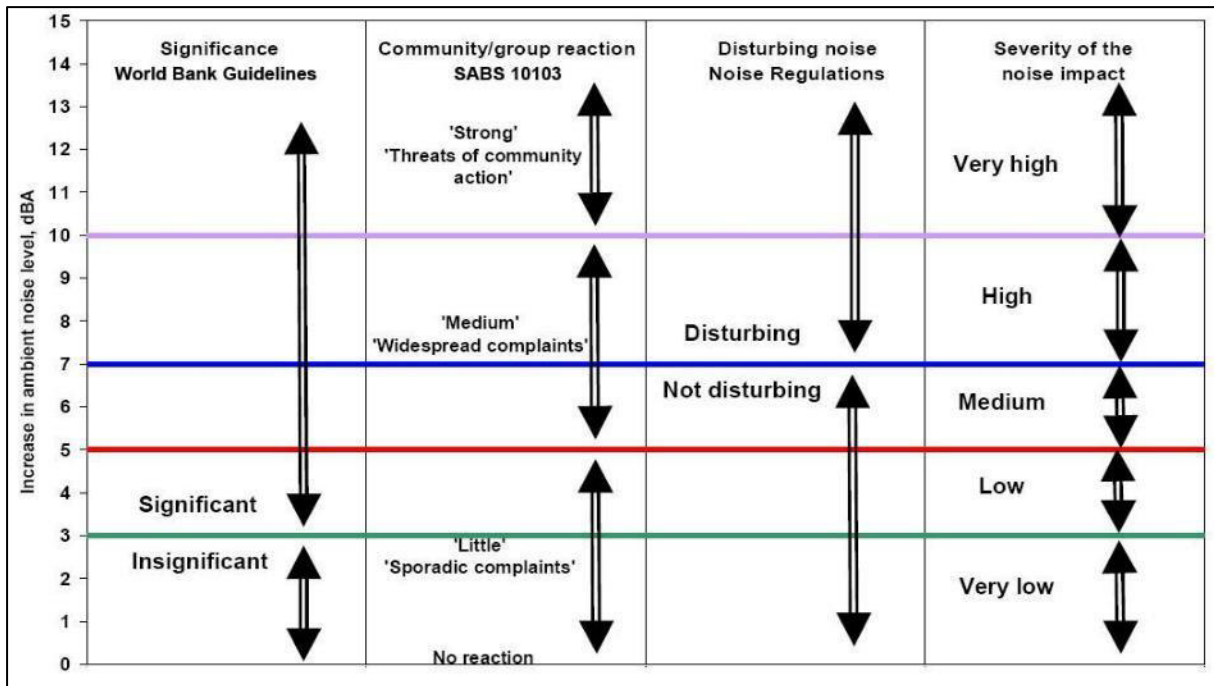 Increase in ambient noise level, dBA
15
14
13
12
11
10
9
8
7
6
5
4
3
2
1
0
Significance
World Bank Guidelines
Significant
Insignificant
Community/group reaction
SABS 10103
'Strong'
'Threats of community
action'
'Medium'
'Widespread complaints'
'Little'
'Sporadic complaints'
No reaction
Disturbing noise
Noise Regulations
Disturbing
Not disturbing
Severity of the
noise impact
Very high
High
Medium
Low
Very low